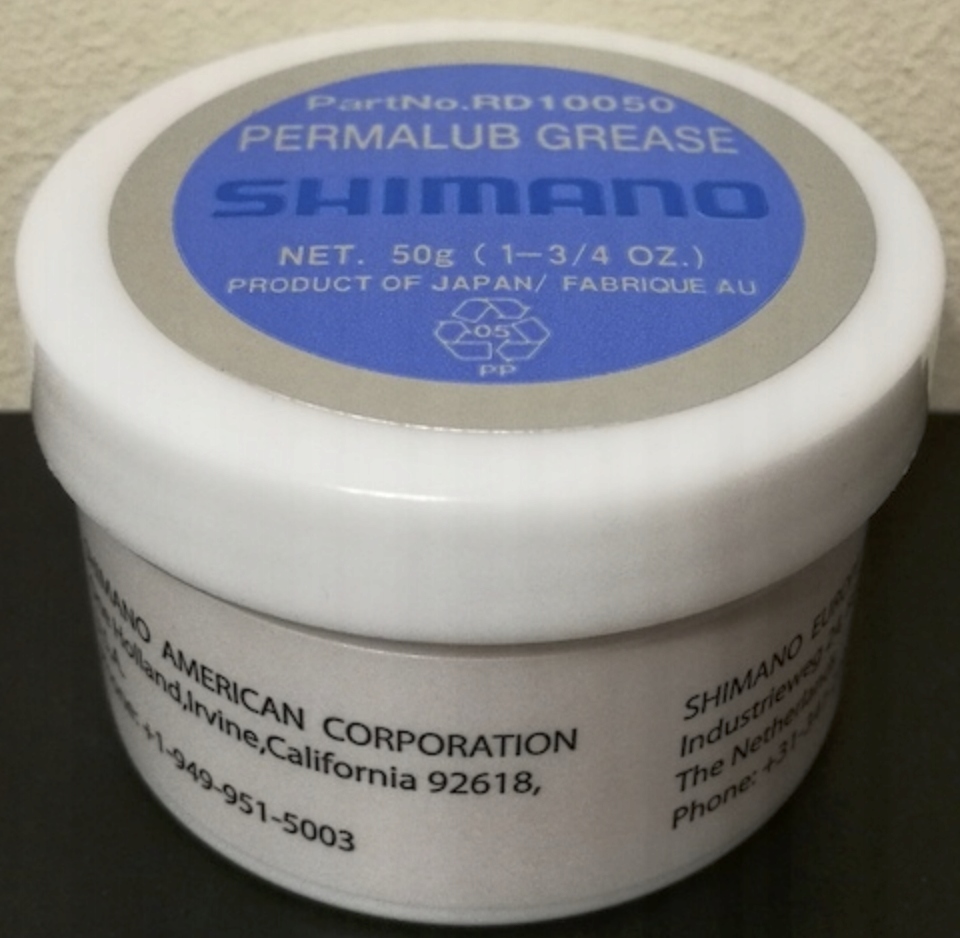 PartNo.RD10050
PERMALUB GREASE
SHIMANO
NET. 50g ( 1-3/4 OZ.)
PRODUCT OF JAPAN/ FABRIQUE AU
05
PP
AMERICAN CORPORATION
Holland,Irvine,California 92618,
+1-949-951-5003
SHIMANO
Industrieweg
The
Phone: